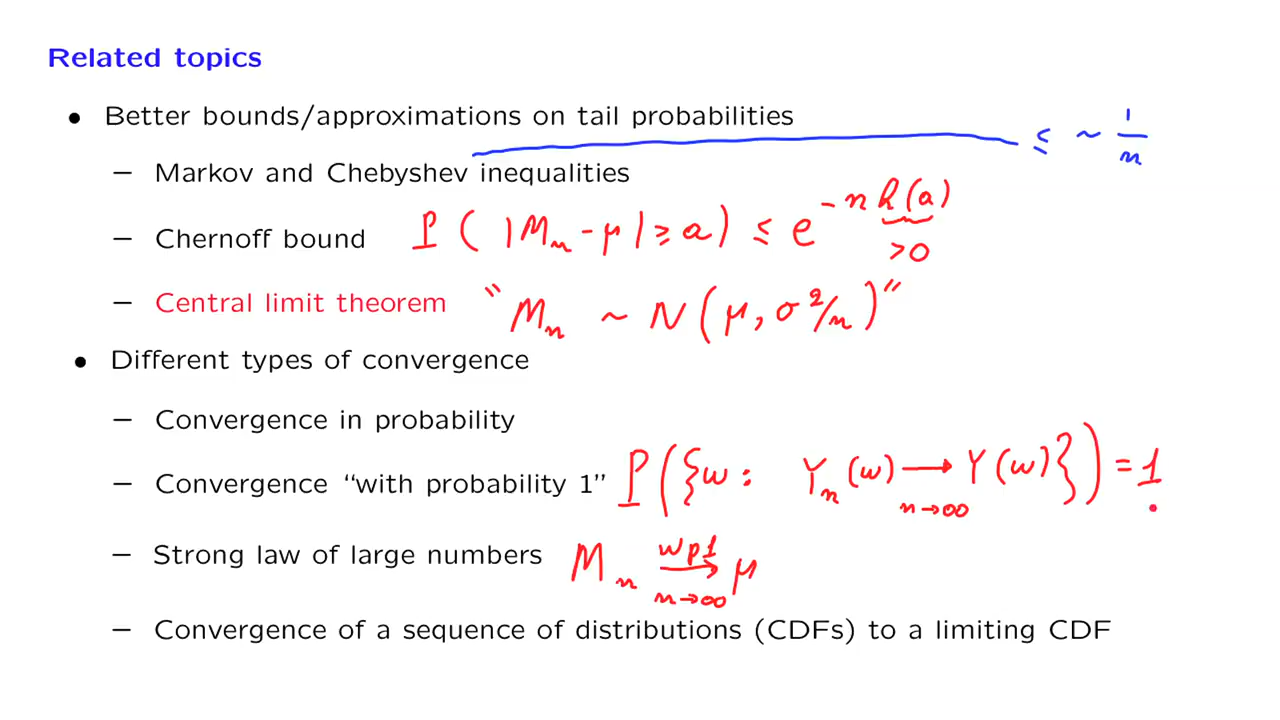 Related topics
• Better bounds/approximations on tail probabilities
≤ ~ 1/n
– Markov and Chebyshev inequalities
– Chernoff bound P(|Mₙ - μ| ≥ a) ≤ e^{-n h(a)}
>0
– Central limit theorem "Mₙ ~ N(μ, σ²/n)"
• Different types of convergence
– Convergence in probability
– Convergence “with probability 1” P({ω : Yₙ(ω) ⟶ Y(ω)}) = 1
n→∞
wp1
– Strong law of large numbers Mₙ ⟶ μ
n→∞
– Convergence of a sequence of distributions (CDFs) to a limiting CDF